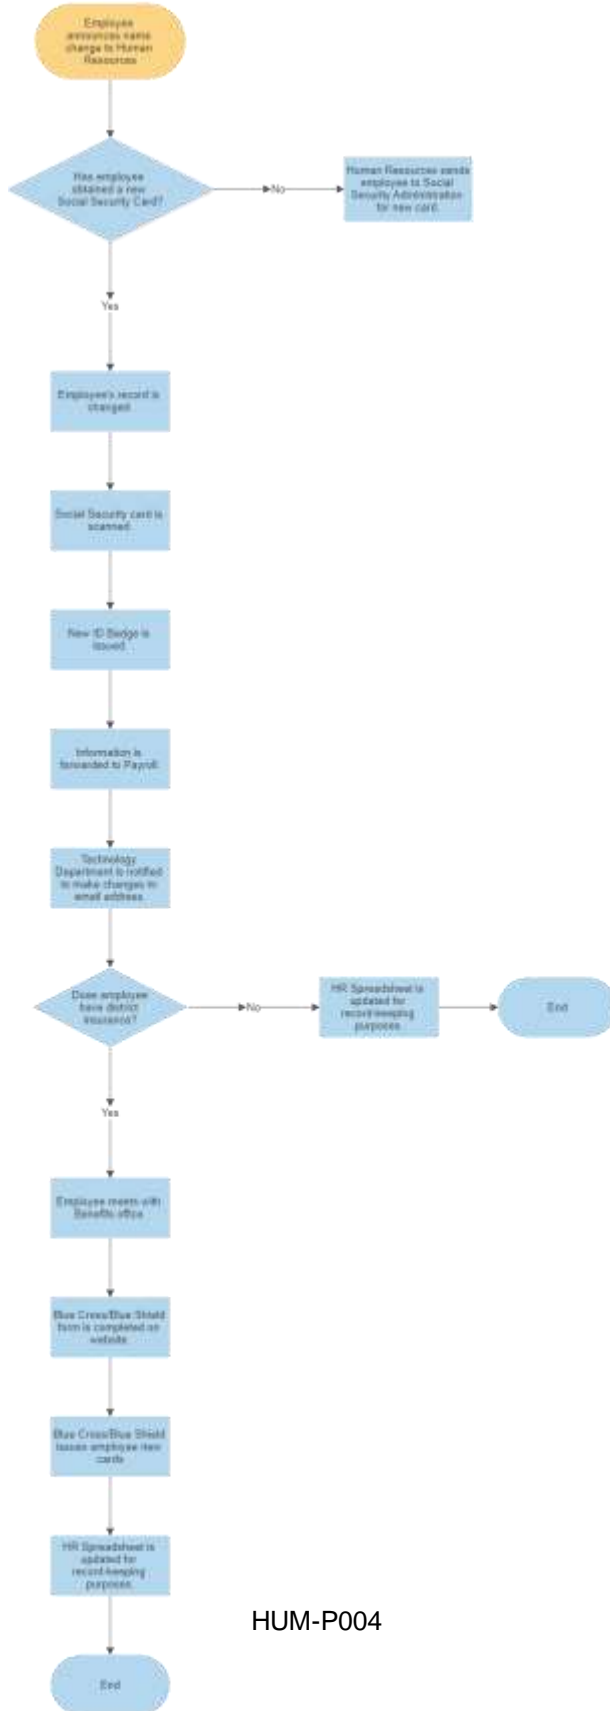 Employee
announces name
change to Human
Resources
Has employee
obtained a new
Social Security Card?
No
Human Resources sends
employee to Social
Security Administration
for new card.
Yes
Employee's record is
changed
Social Security card is
scanned
New ID Badge is
issued
Information is
forwarded to Payroll
Technology
Department is notified
to make changes to
email address
Does employee
have district
insurance?
No
HR Spreadsheet is
updated for
record-keeping
purposes
End
Yes
Employee meets with
Benefits office
Blue Cross/Blue Shield
form is completed on
website
Blue Cross/Blue Shield
issues employee new
cards
HR Spreadsheet is
updated for
record-keeping
purposes
HUM-P004
End